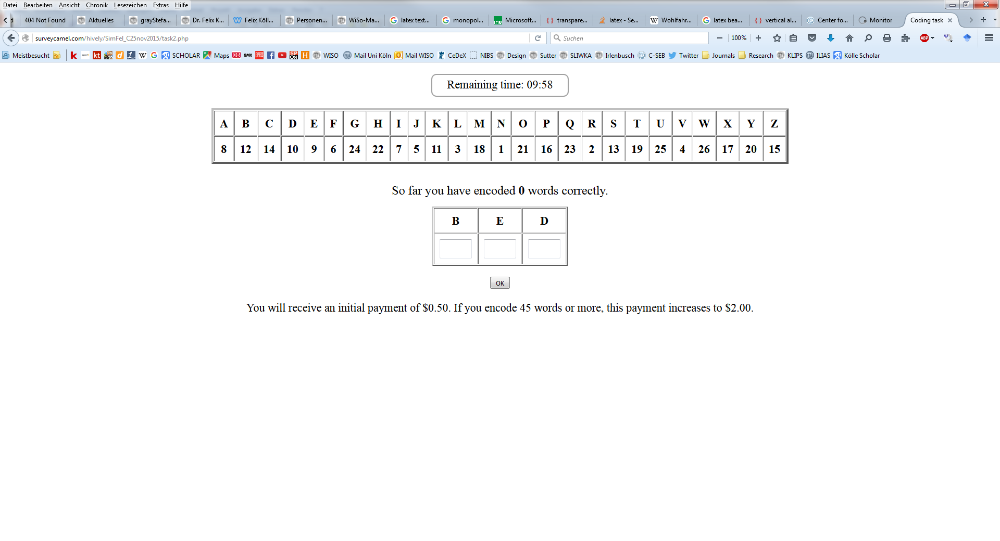 Datei Bearbeiten Ansicht Chronik Lesezeichen Extras Hilfe
d 404 Not Found Aktuelles grayStefa... Dr. Felix K... Felix Köll... Personen... WiSo-Ma... latex text... monopol... Microsoft... transpare... latex - Se... Wohlfahr... latex bea... vertical al... Center fo... Monitor Coding task
surveycamel.com/hively/SimFel_C25nov2015/task2.php Suchen 100% ABP
Meistbesucht k kt d W G SCHOLAR Maps DB GMX H WISO Mail Uni Köln Mail WISO CeDeX NIBS Design Sutter SLIWKA Irlenbusch C-SEB Twitter Journals Research KLIPS ILIAS Kölle Scholar
Remaining time: 09:58
A B C D E F G H I J K L M N O P Q R S T U V W X Y Z
8 12 14 10 9 6 24 22 7 5 11 3 18 1 21 16 23 2 13 19 25 4 26 17 20 15
So far you have encoded 0 words correctly.
B E D
OK
You will receive an initial payment of $0.50. If you encode 45 words or more, this payment increases to $2.00.